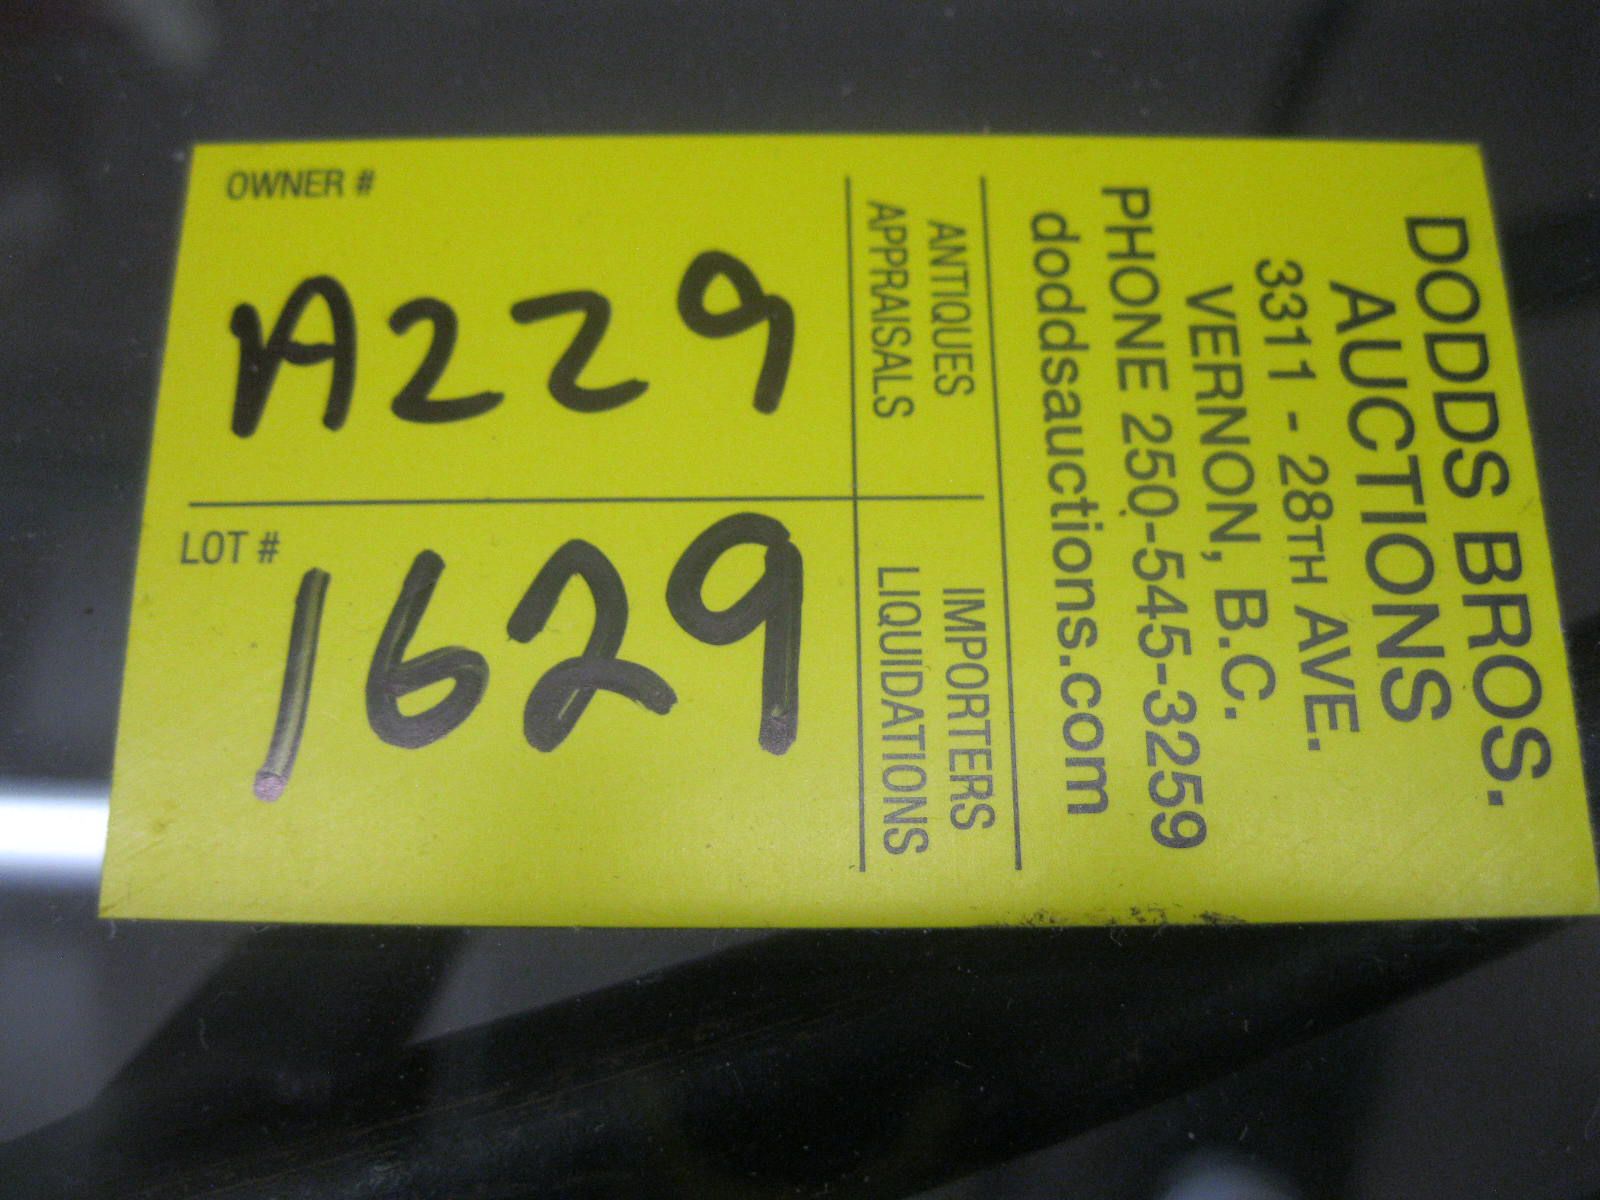 OWNER #
A229
LOT #
1629
ANTIQUES
APPRAISALS
IMPORTERS
LIQUIDATIONS
DODDS BROS.
AUCTIONS
3311 - 28TH AVE.
VERNON, B.C.
PHONE 250-545-3259
doddsauctions.com